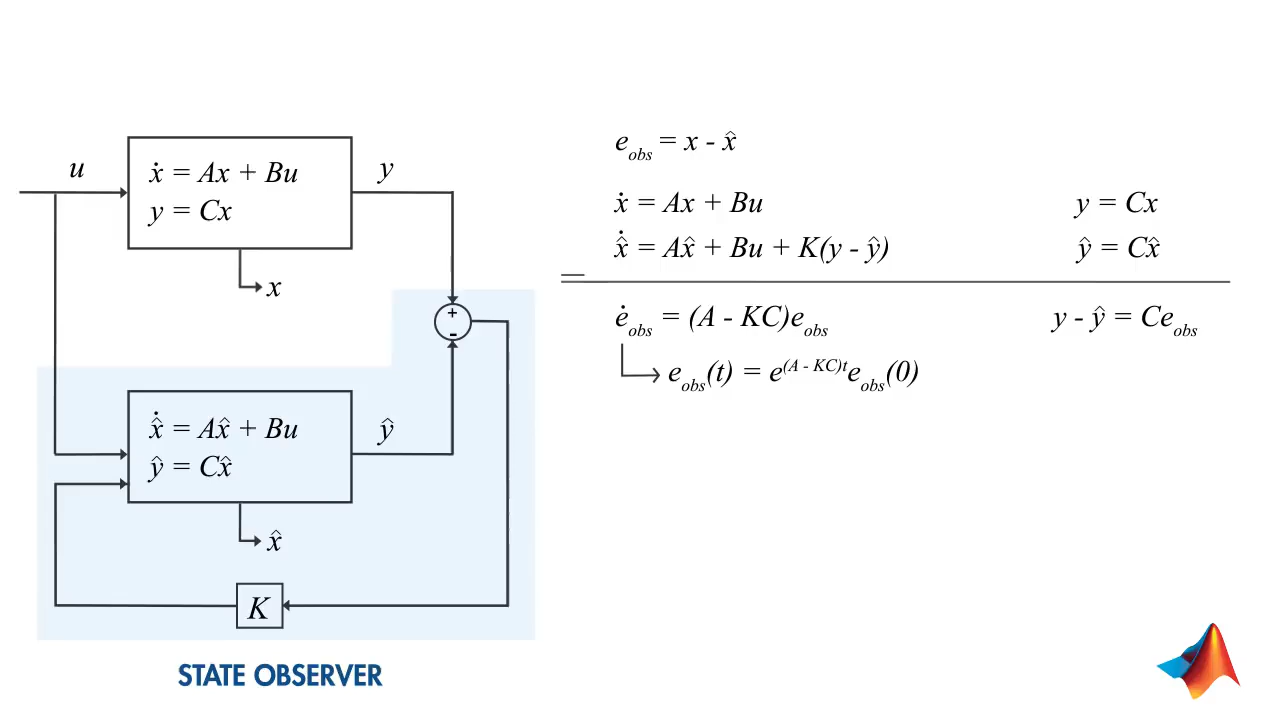 u
ẋ = Ax + Bu
y = Cx
y
x
+
-
x̂̇ = Ax̂ + Bu
ŷ = Cx̂
ŷ
x̂
K
STATE OBSERVER
e_obs = x - x̂
ẋ = Ax + Bu y = Cx
x̂̇ = Ax̂ + Bu + K(y - ŷ) ŷ = Cx̂
ė_obs = (A - KC)e_obs y - ŷ = Ce_obs
e_obs(t) = e^(A - KC)t e_obs(0)